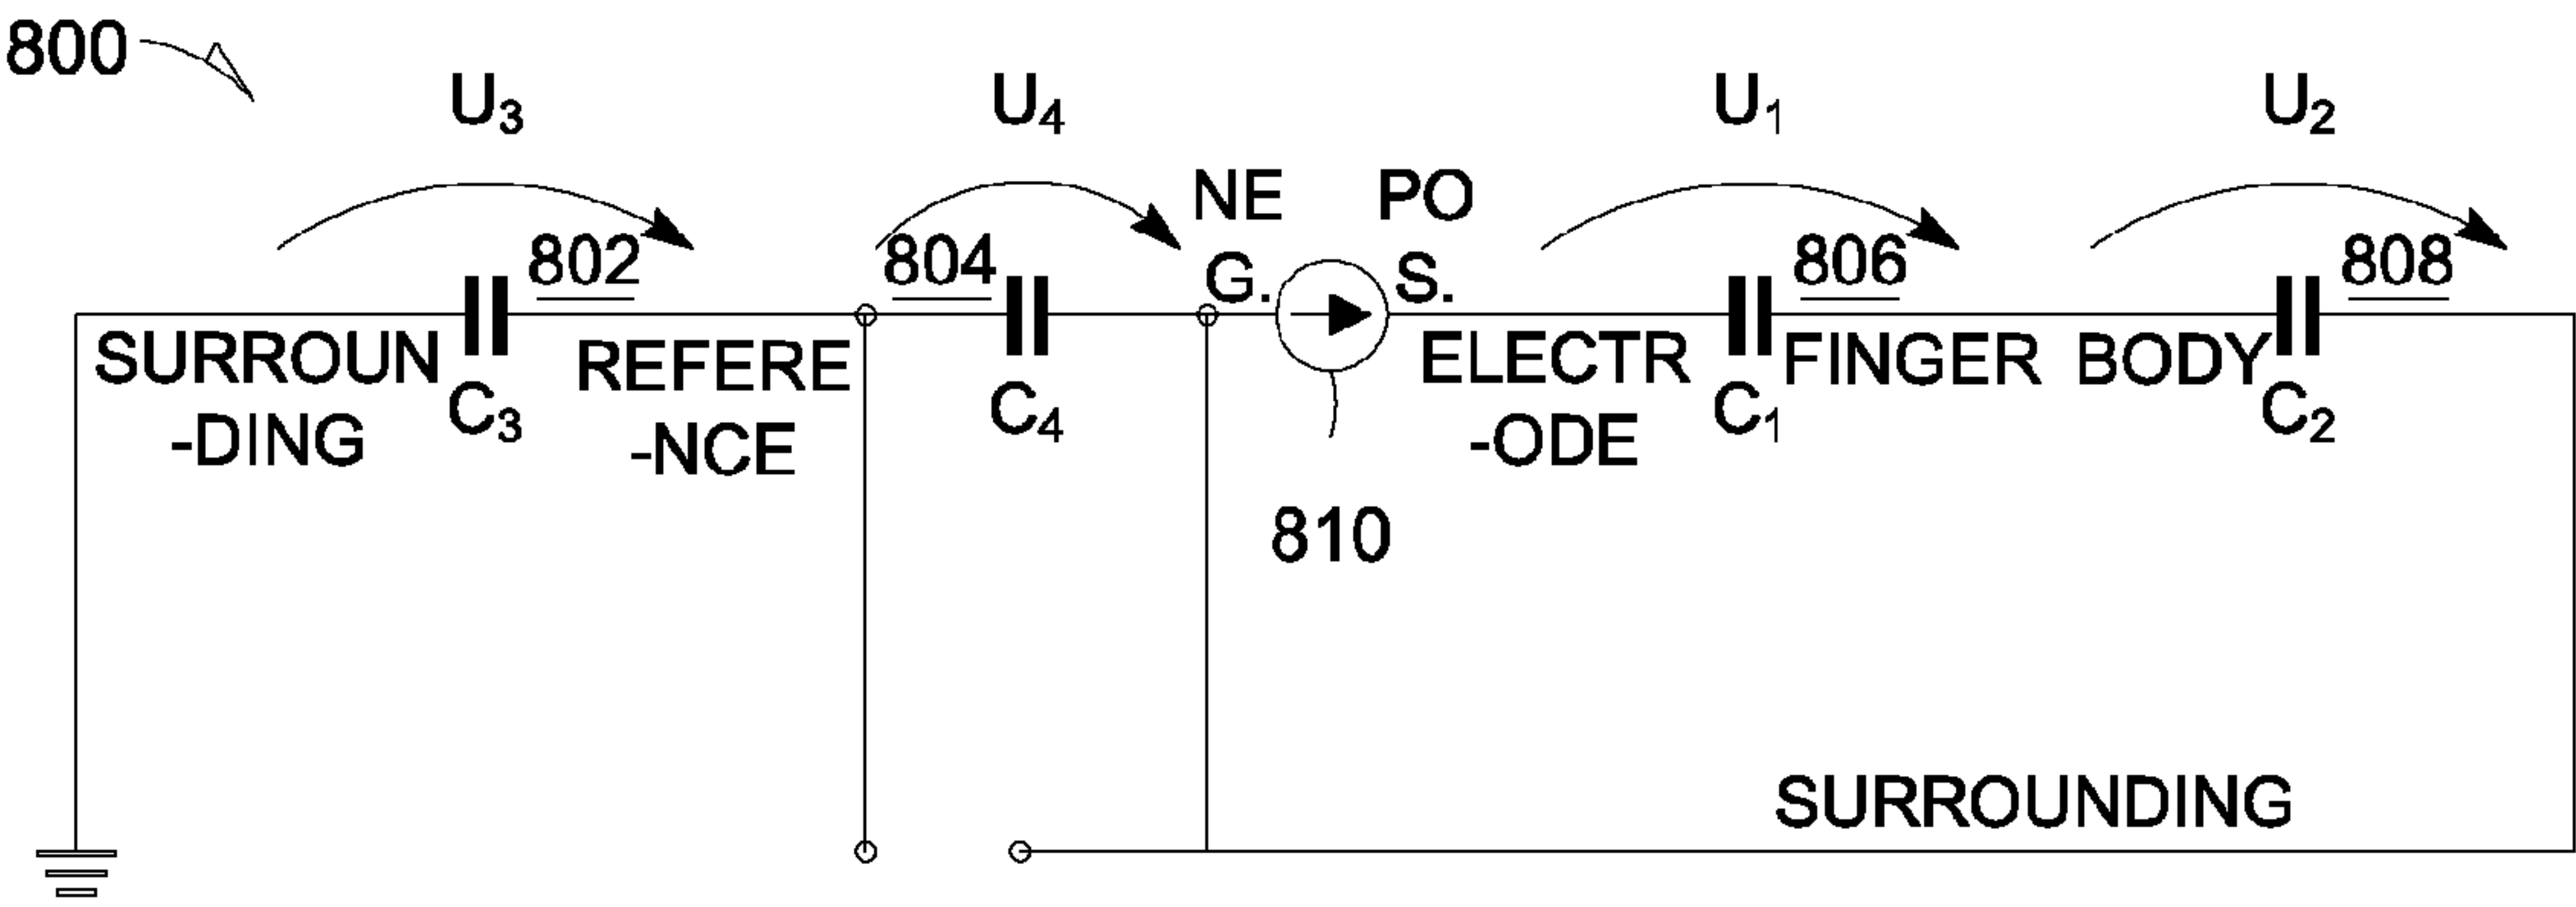 800
U3
U4
U1
U2
NE
G.
PO
S.
802
804
806
808
SURROUN
-DING
C3
REFERE
-NCE
C4
ELECTR
-ODE
C1
FINGER
BODY
C2
810
SURROUNDING